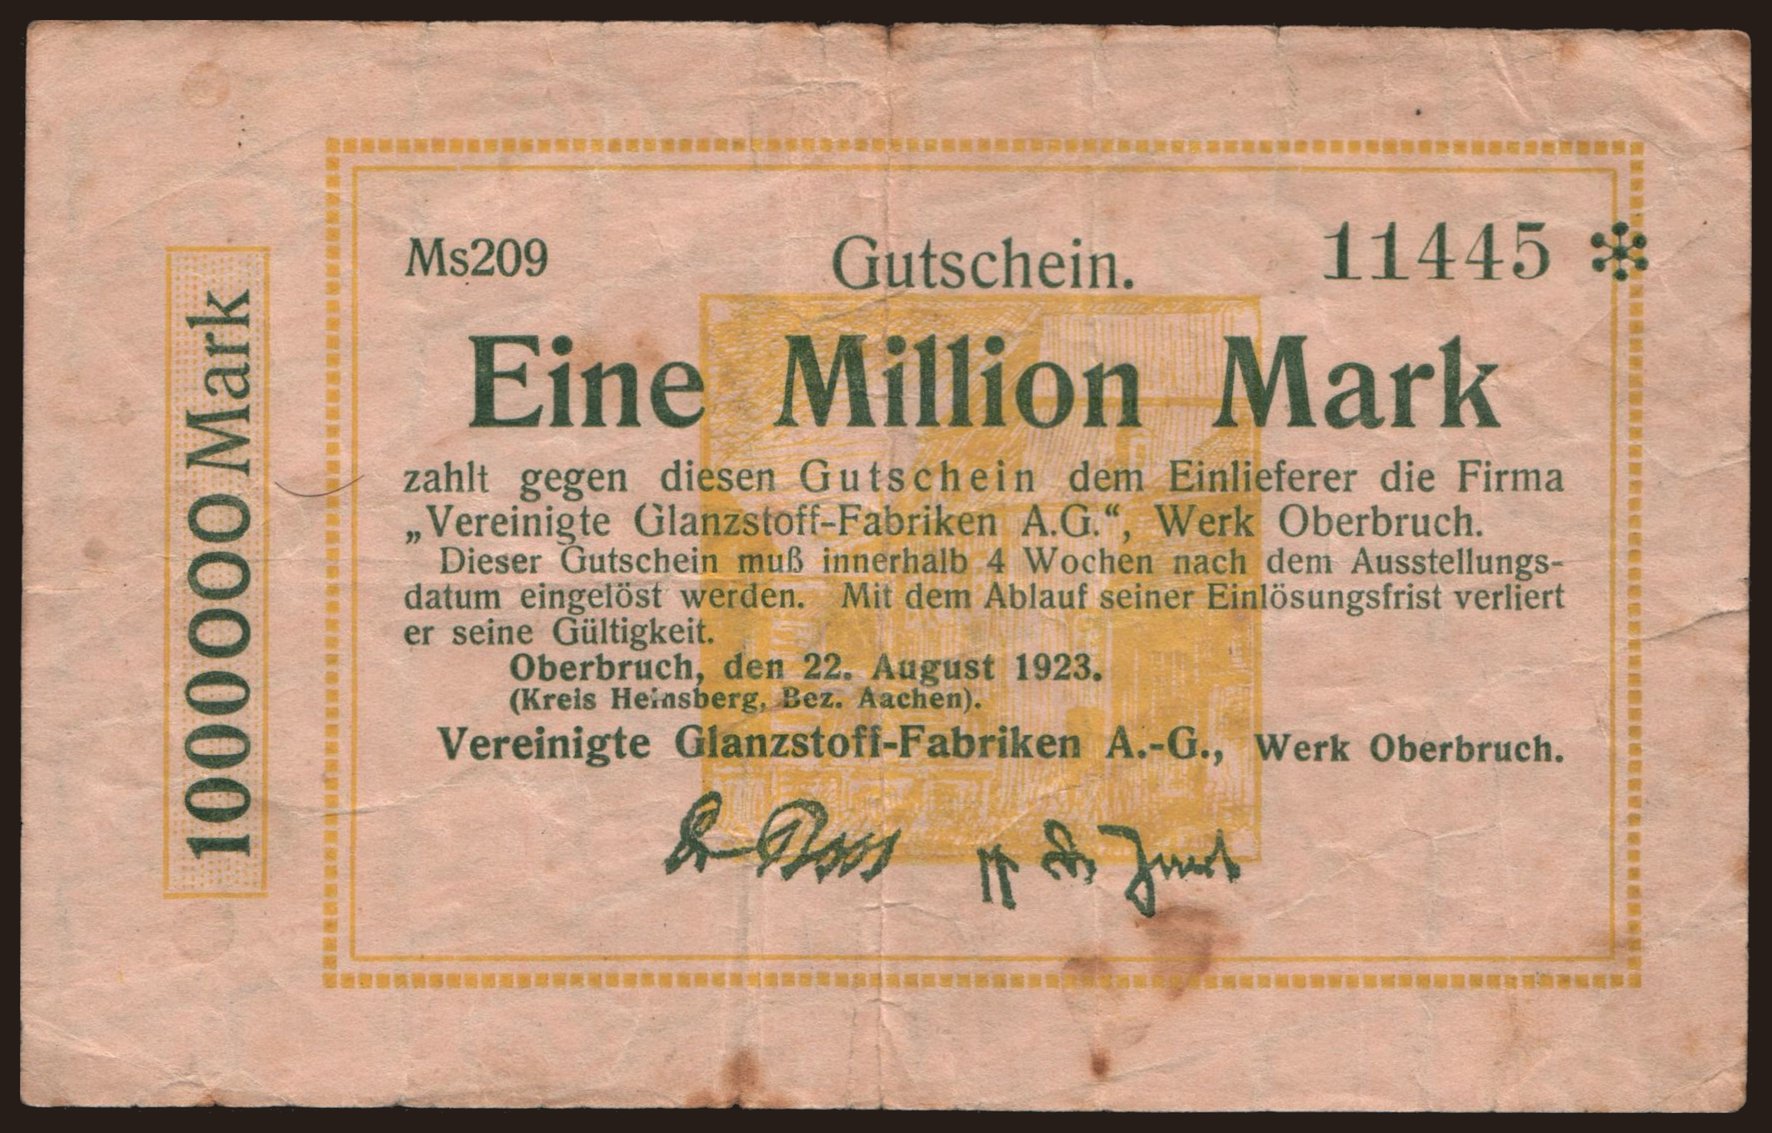 Ms209
Gutschein.
11445 *
Eine Million Mark
zahlt gegen diesen Gutschein dem Einlieferer die Firma
„Vereinigte Glanzstoff-Fabriken A.G.“, Werk Oberbruch.
Dieser Gutschein muß innerhalb 4 Wochen nach dem Ausstellungs-
datum eingelöst werden. Mit dem Ablauf seiner Einlösungsfrist verliert
er seine Gültigkeit.
Oberbruch, den 22. August 1923.
(Kreis Heinsberg, Bez. Aachen).
Vereinigte Glanzstoff-Fabriken A.-G., Werk Oberbruch.
1000000 Mark